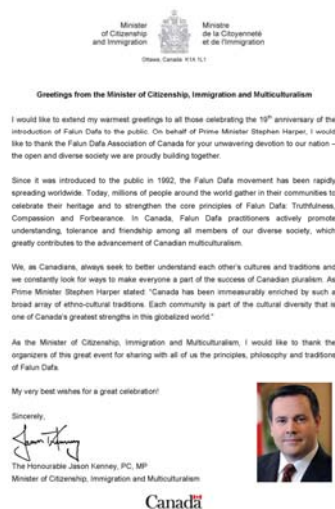 Minister
of Citizenship
and Immigration
Ministre
de la Citoyenneté
et de l'Immigration
Ottawa, Canada K1A 1L1
Greetings from the Minister of Citizenship, Immigration and Multiculturalism
I would like to extend my warmest greetings to all those celebrating the 19th anniversary of the
introduction of Falun Dafa to the public. On behalf of Prime Minister Stephen Harper, I would
like to thank the Falun Dafa Association of Canada for your unwavering devotion to our nation –
the open and diverse society we are proudly building together.
Since it was introduced to the public in 1992, the Falun Dafa movement has been rapidly
spreading worldwide. Today, millions of people around the world gather in their communities to
celebrate their heritage and to strengthen the core principles of Falun Dafa: Truthfulness,
Compassion and Forbearance. In Canada, Falun Dafa practitioners actively promote
understanding, tolerance and friendship among all members of our diverse society, which
greatly contributes to the advancement of Canadian multiculturalism.
We, as Canadians, always seek to better understand each other's cultures and traditions and
we constantly look for ways to make everyone a part of the success of Canadian pluralism. As
Prime Minister Stephen Harper stated: "Canada has been immeasurably enriched by such a
broad array of ethno-cultural traditions. Each community is part of the cultural diversity that is
one of Canada's greatest strengths in this globalized world."
As the Minister of Citizenship, Immigration and Multiculturalism, I would like to thank the
organizers of this great event for sharing with all of us the principles, philosophy and traditions
of Falun Dafa.
My very best wishes for a great celebration!
Sincerely,
Jason Kenney
The Honourable Jason Kenney, PC, MP
Minister of Citizenship, Immigration and Multiculturalism
Canada